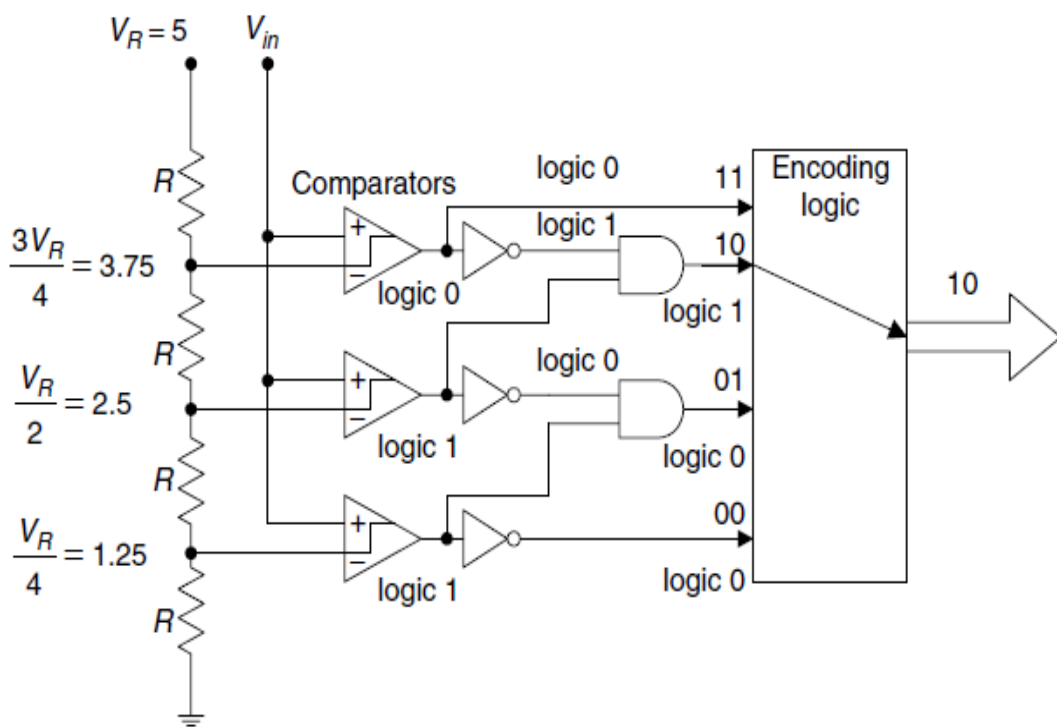 V_R = 5
V_in
R
Comparators
logic 0
11
Encoding
logic
+
−
logic 1
10
3V_R/4 = 3.75
logic 0
logic 1
10
R
logic 0
+
−
01
V_R/2 = 2.5
logic 1
logic 0
R
+
−
00
V_R/4 = 1.25
logic 1
logic 0
R